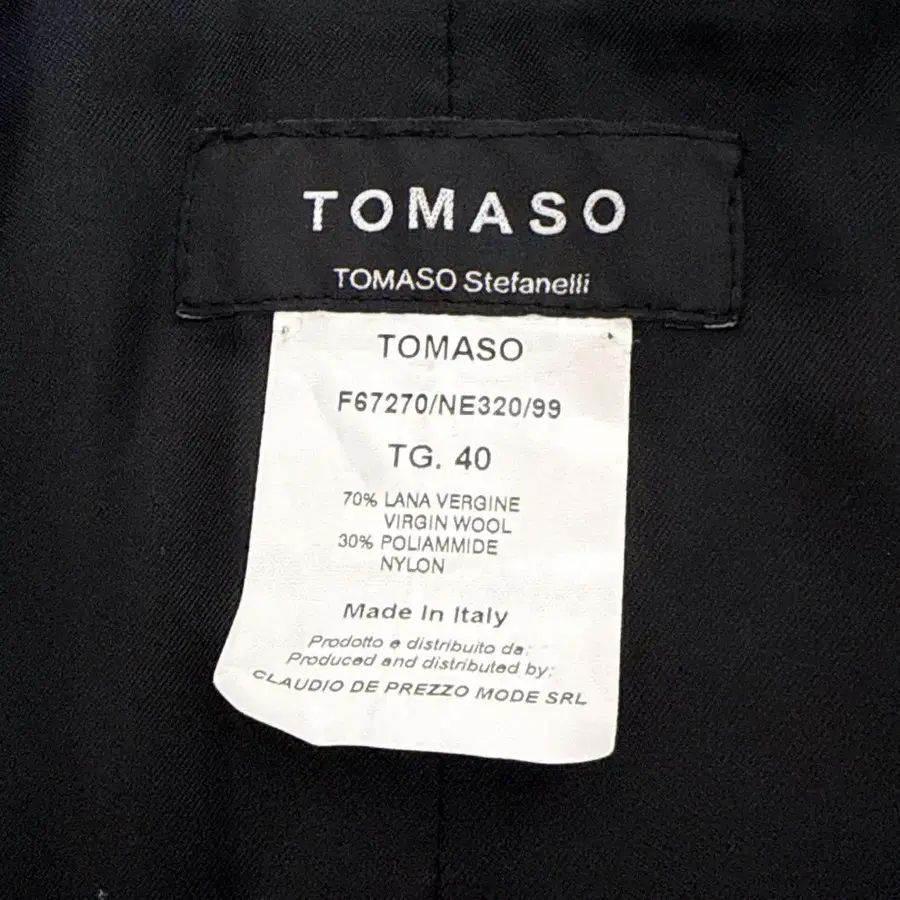 TOMASO
TOMASO Stefanelli
TOMASO
F67270/NE320/99
TG. 40
70% LANA VERGINE
VIRGIN WOOL
30% POLIAMMIDE
NYLON
Made In Italy
Prodotto e distribuito da:
Produced and distributed by:
CLAUDIO DE PREZZO MODE SRL